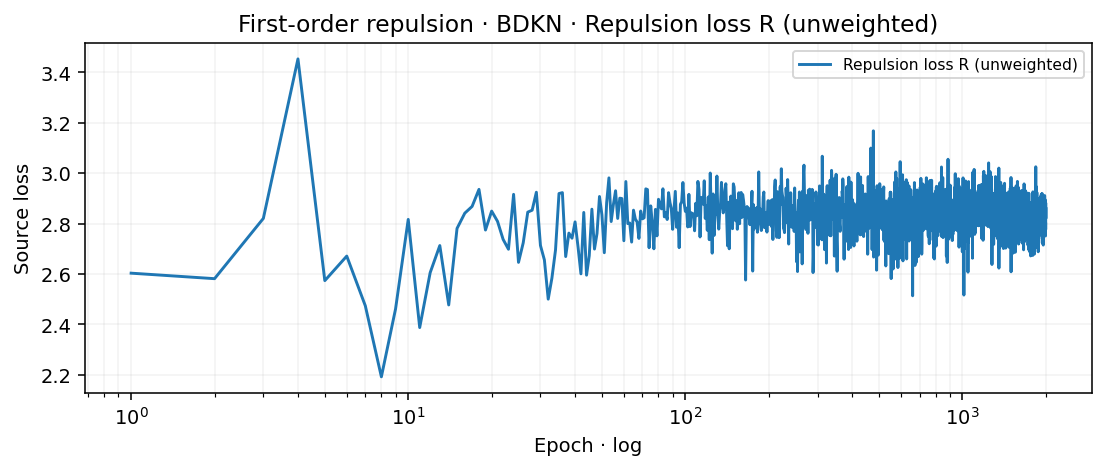 First-order repulsion · BDKN · Repulsion loss R (unweighted)
Repulsion loss R (unweighted)
Source loss
3.4
3.2
3.0
2.8
2.6
2.4
2.2
10⁰ 10¹ 10² 10³
Epoch · log